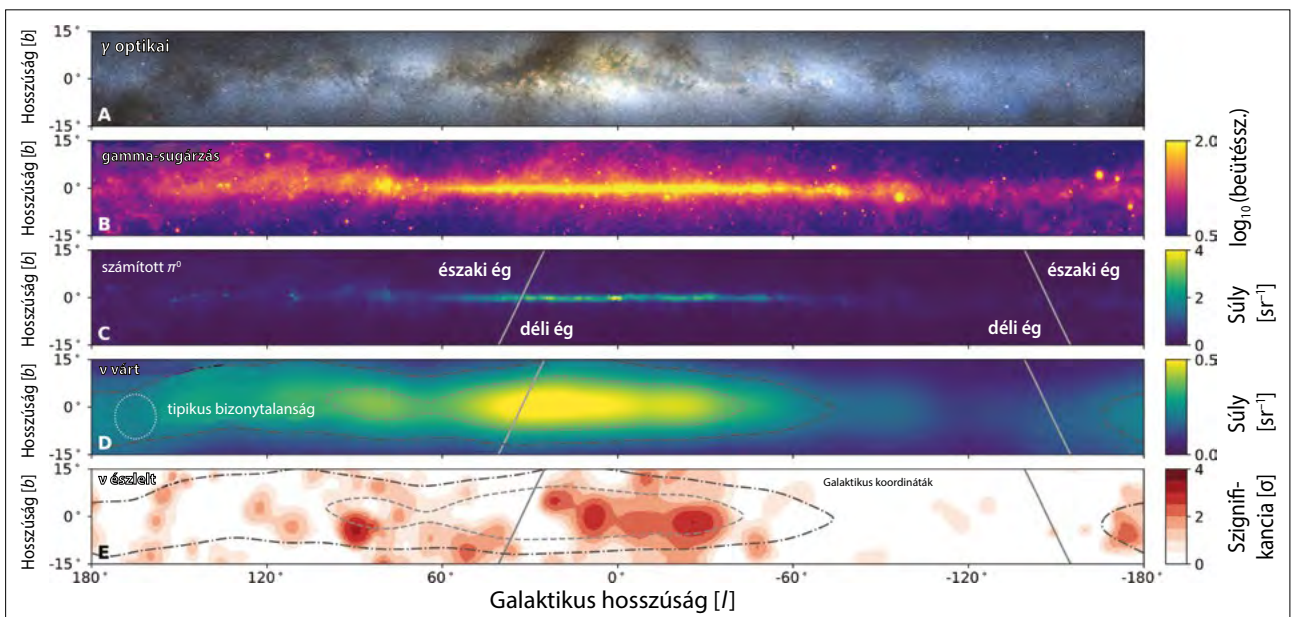 Hosszúság [b]
15°
0°
-15°
γ optikai
A
Hosszúság [b]
15°
0°
-15°
gamma-sugárzás
B
2.0
0.5
log₁₀ (beütéssz.)
Hosszúság [b]
15°
0°
-15°
számított π⁰
északi ég
északi ég
déli ég
déli ég
C
4
2
0
Súly
[sr⁻¹]
Hosszúság [b]
15°
0°
-15°
ν várt
tipikus bizonytalanság
D
0.5
0.0
Súly
[sr⁻¹]
Hosszúság [b]
15°
0°
-15°
ν észlelt
Galaktikus koordináták
E
4
2
0
Szignifi-
kancia [σ]
180°
120°
60°
0°
-60°
-120°
-180°
Galaktikus hosszúság [l]